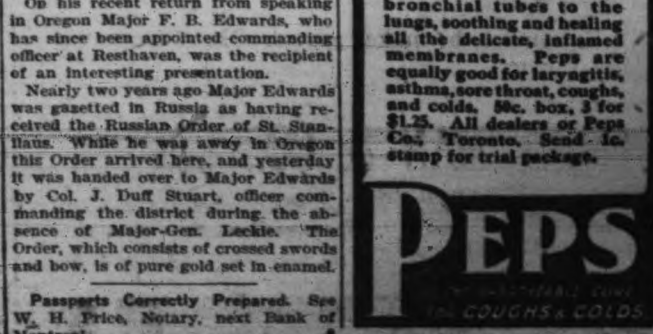 On his recent return from speaking
in Oregon Major F. B. Edwards, who
has since been appointed commanding
officer at Resthaven, was the recipient
of an interesting presentation.
Nearly two years ago Major Edwards
was gazetted in Russia as having re-
ceived the Russian Order of St. Stan-
ilaus. While he was away in Oregon
this Order arrived here, and yesterday
it was handed over to Major Edwards
by Col. J. Duff Stuart, officer com-
manding the district during the ab-
sence of Major-Gen. Leckie. The
Order, which consists of crossed swords
and bow, is of pure gold set in enamel.
Passports Correctly Prepared. See
W. H. Price, Notary, next Bank of
bronchial tubes to the
lungs, soothing and healing
all the delicate, inflamed
membranes. Peps are
equally good for laryngitis,
asthma, sore throat, coughs,
and colds. 50c. box, 3 for
$1.25. All dealers or Peps
Co., Toronto. Send 1c.
stamp for trial package.
PEPS
COUGHS & COLDS